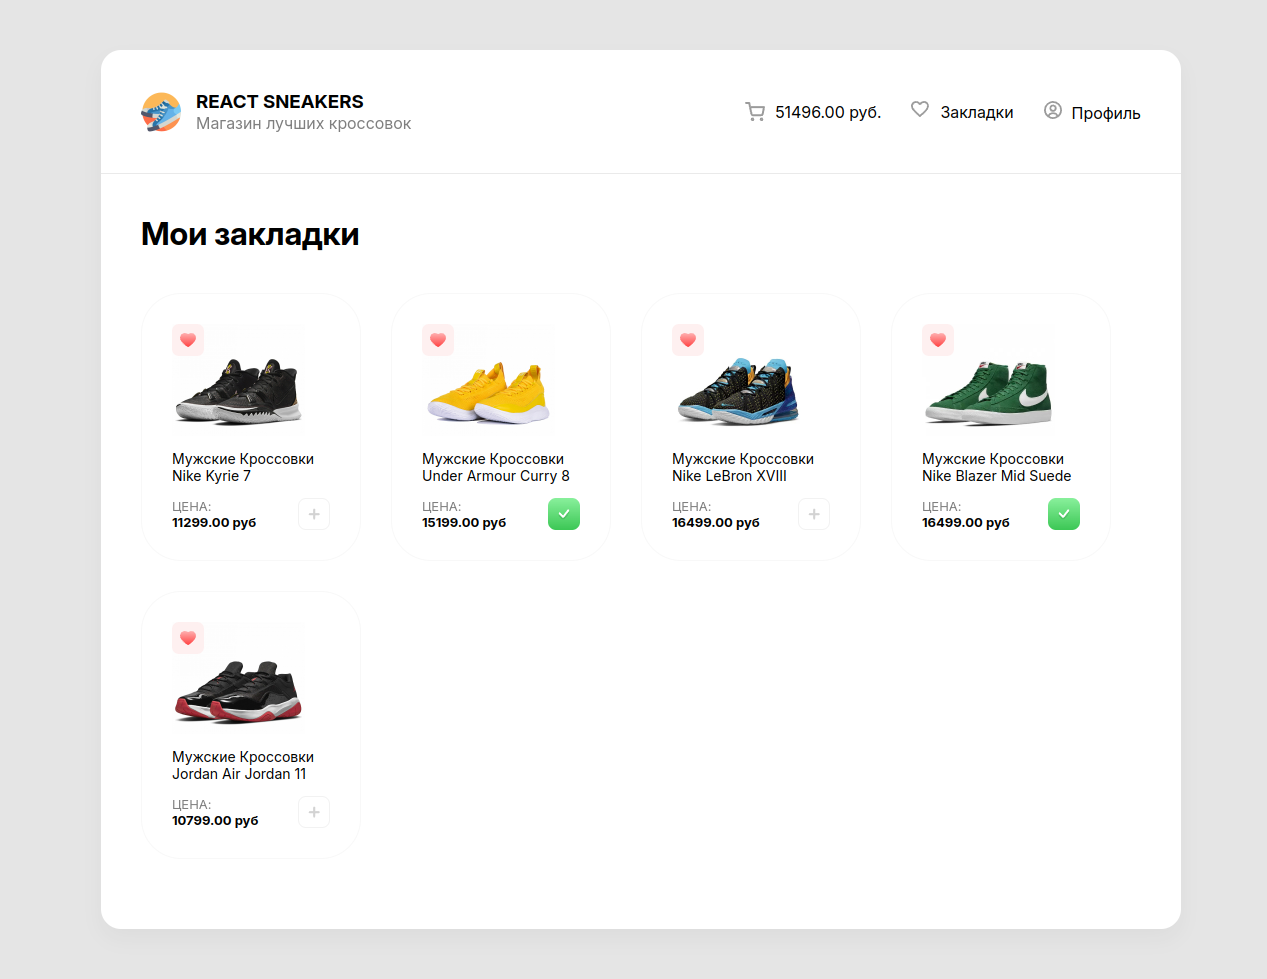 REACT SNEAKERS
Магазин лучших кроссовок
51496.00 руб.
Закладки
Профиль
Мои закладки
Мужские Кроссовки
Nike Kyrie 7
ЦЕНА:
11299.00 руб
Мужские Кроссовки
Under Armour Curry 8
ЦЕНА:
15199.00 руб
Мужские Кроссовки
Nike LeBron XVIII
ЦЕНА:
16499.00 руб
Мужские Кроссовки
Nike Blazer Mid Suede
ЦЕНА:
16499.00 руб
Мужские Кроссовки
Jordan Air Jordan 11
ЦЕНА:
10799.00 руб